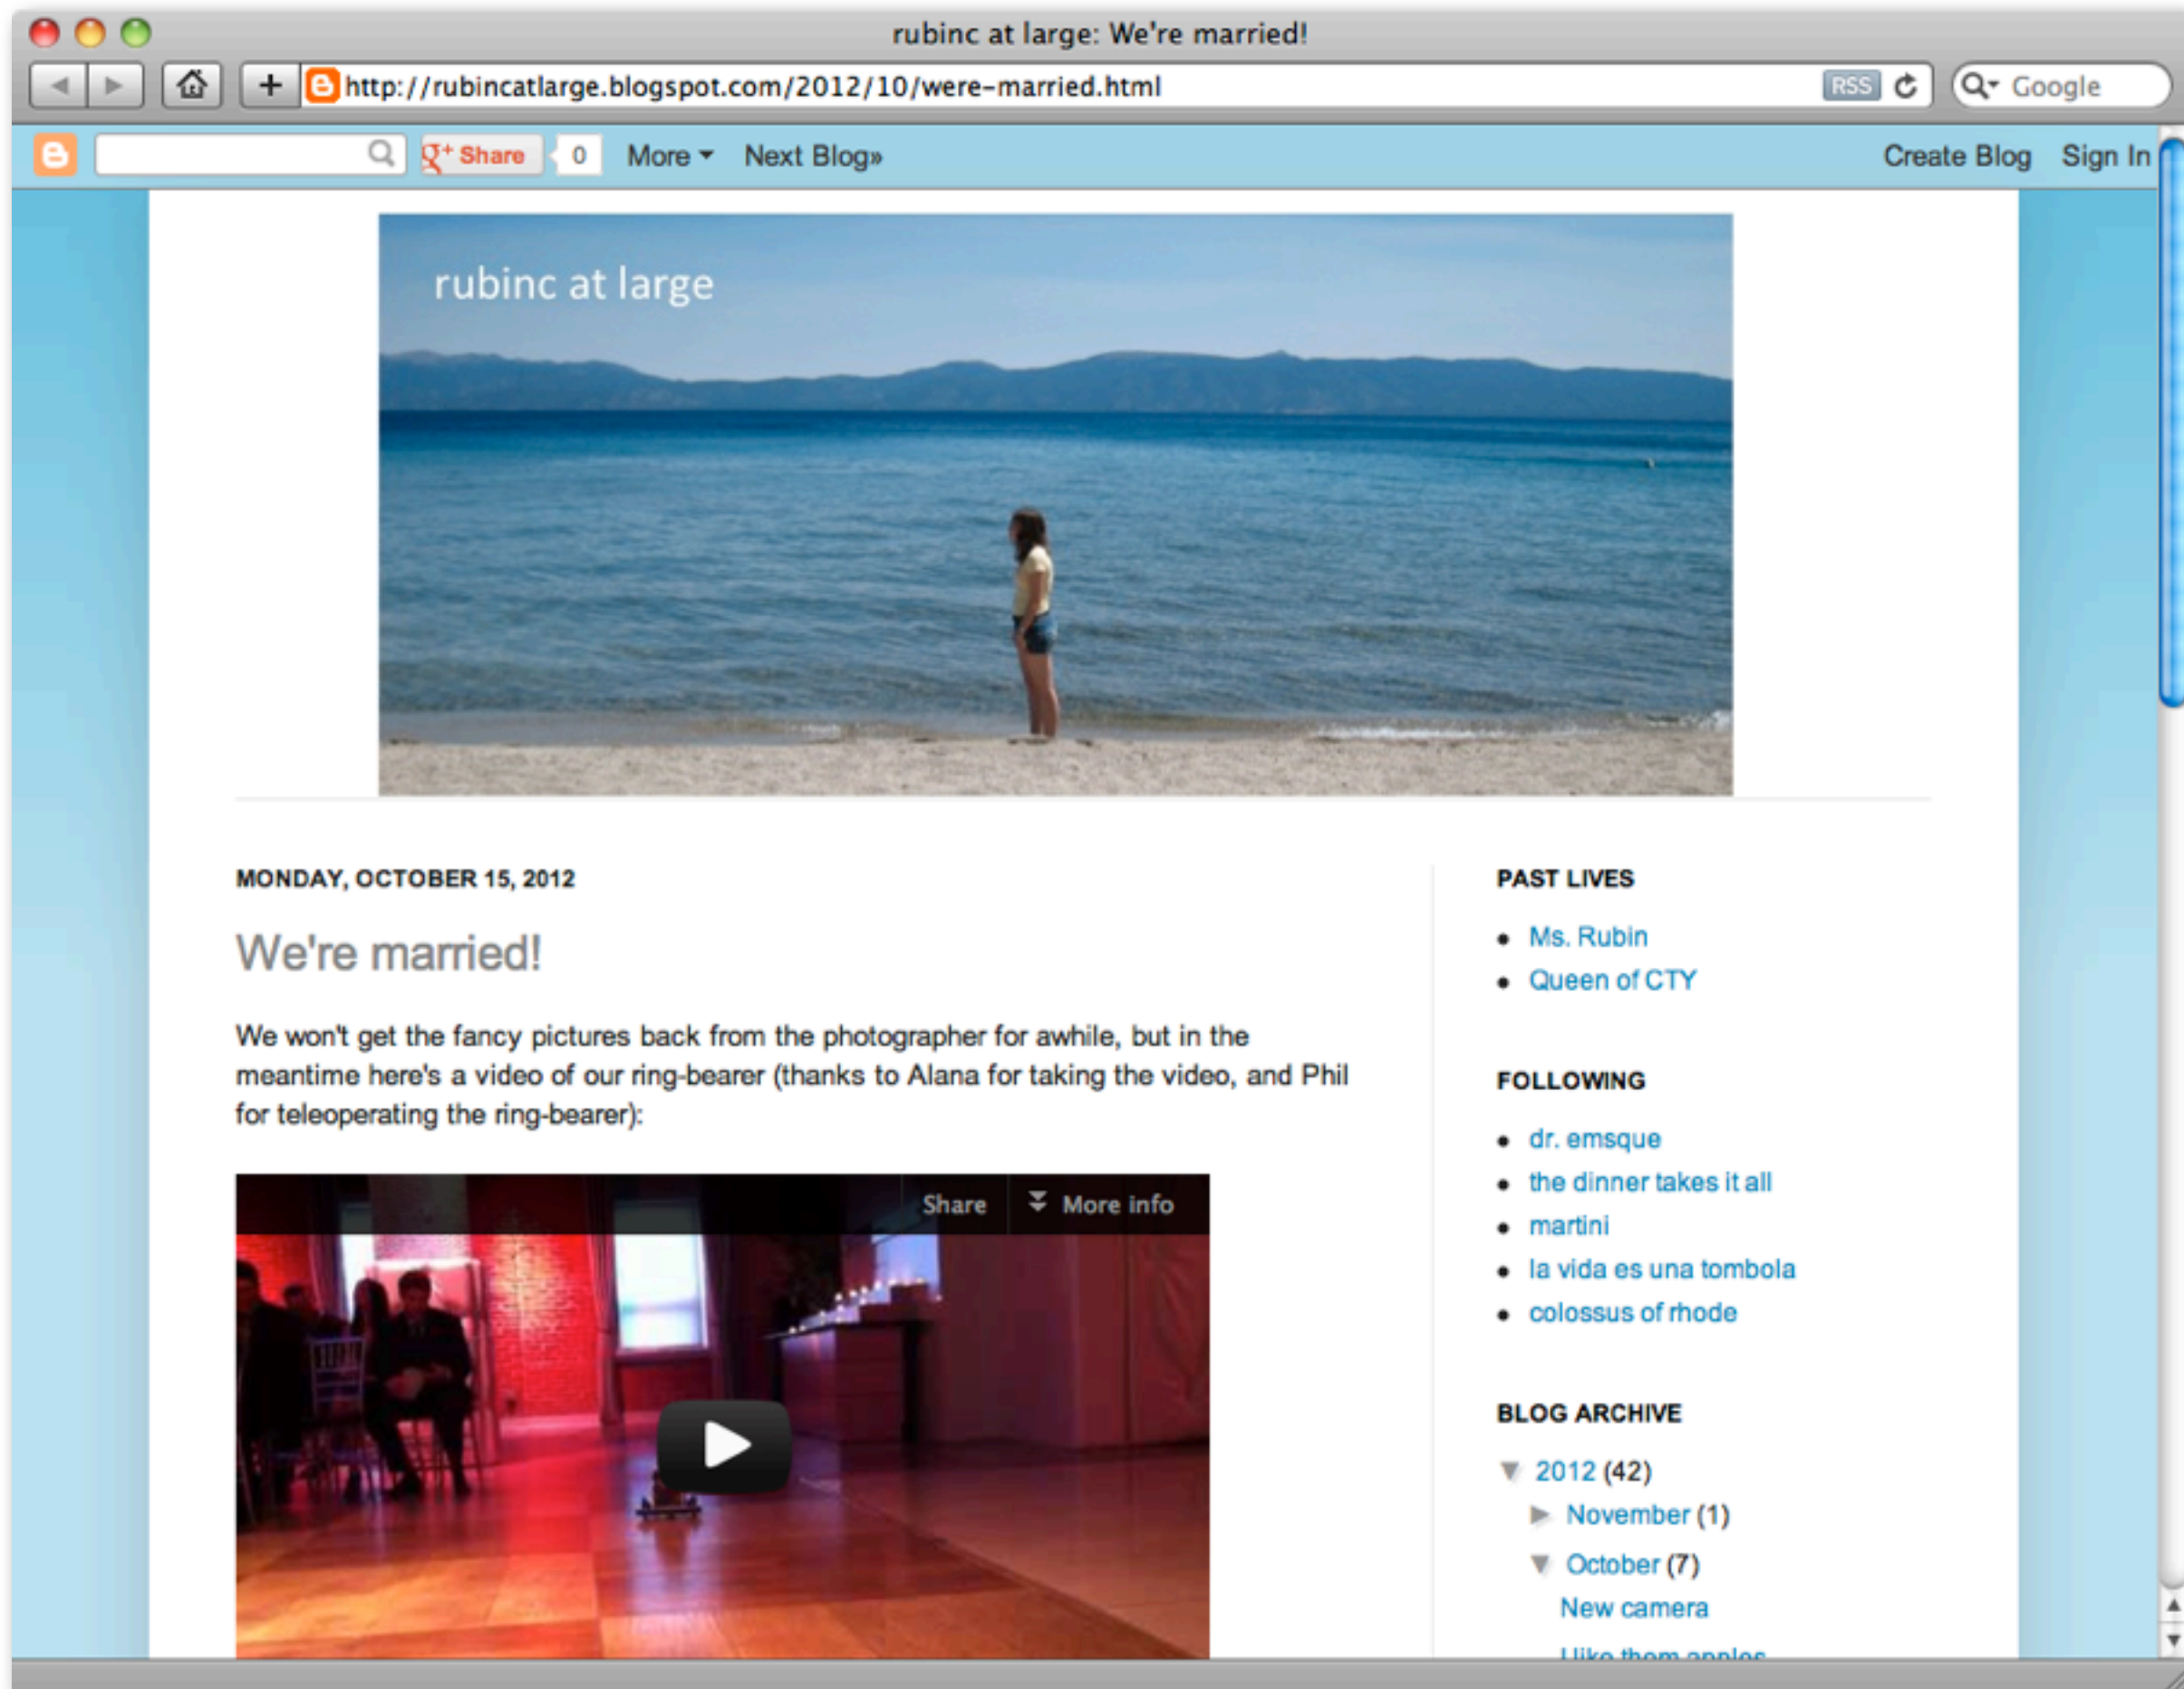 rubinc at large: We're married!
http://rubincatlarge.blogspot.com/2012/10/were-married.html
RSS
Google
g+ Share
0
More
Next Blog»
Create Blog
Sign In
rubinc at large
MONDAY, OCTOBER 15, 2012
We're married!
We won't get the fancy pictures back from the photographer for awhile, but in the
meantime here's a video of our ring-bearer (thanks to Alana for taking the video, and Phil
for teleoperating the ring-bearer):
Share
More info
PAST LIVES
Ms. Rubin
Queen of CTY
FOLLOWING
dr. emsque
the dinner takes it all
martini
la vida es una tombola
colossus of rhode
BLOG ARCHIVE
2012 (42)
November (1)
October (7)
New camera
I like them apples